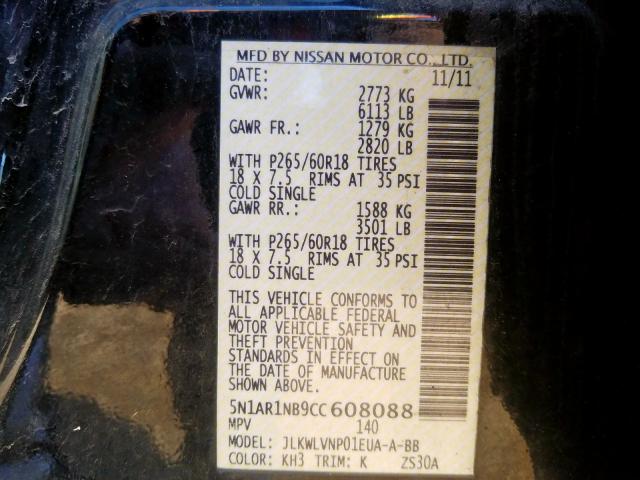 MFD BY NISSAN MOTOR CO., LTD.
DATE: 11/11
GVWR: 2773 KG
6113 LB
GAWR FR.: 1279 KG
2820 LB
WITH P265/60R18 TIRES
18 X 7.5 RIMS AT 35 PSI
COLD SINGLE
GAWR RR.: 1588 KG
3501 LB
WITH P265/60R18 TIRES
18 X 7.5 RIMS AT 35 PSI
COLD SINGLE
THIS VEHICLE CONFORMS TO
ALL APPLICABLE FEDERAL
MOTOR VEHICLE SAFETY AND
THEFT PREVENTION
STANDARDS IN EFFECT ON
THE DATE OF MANUFACTURE
SHOWN ABOVE.
5N1AR1NB9CC608088
MPV 140
MODEL: JLKWLVNP01EUA-A-BB
COLOR: KH3 TRIM: K ZS30A